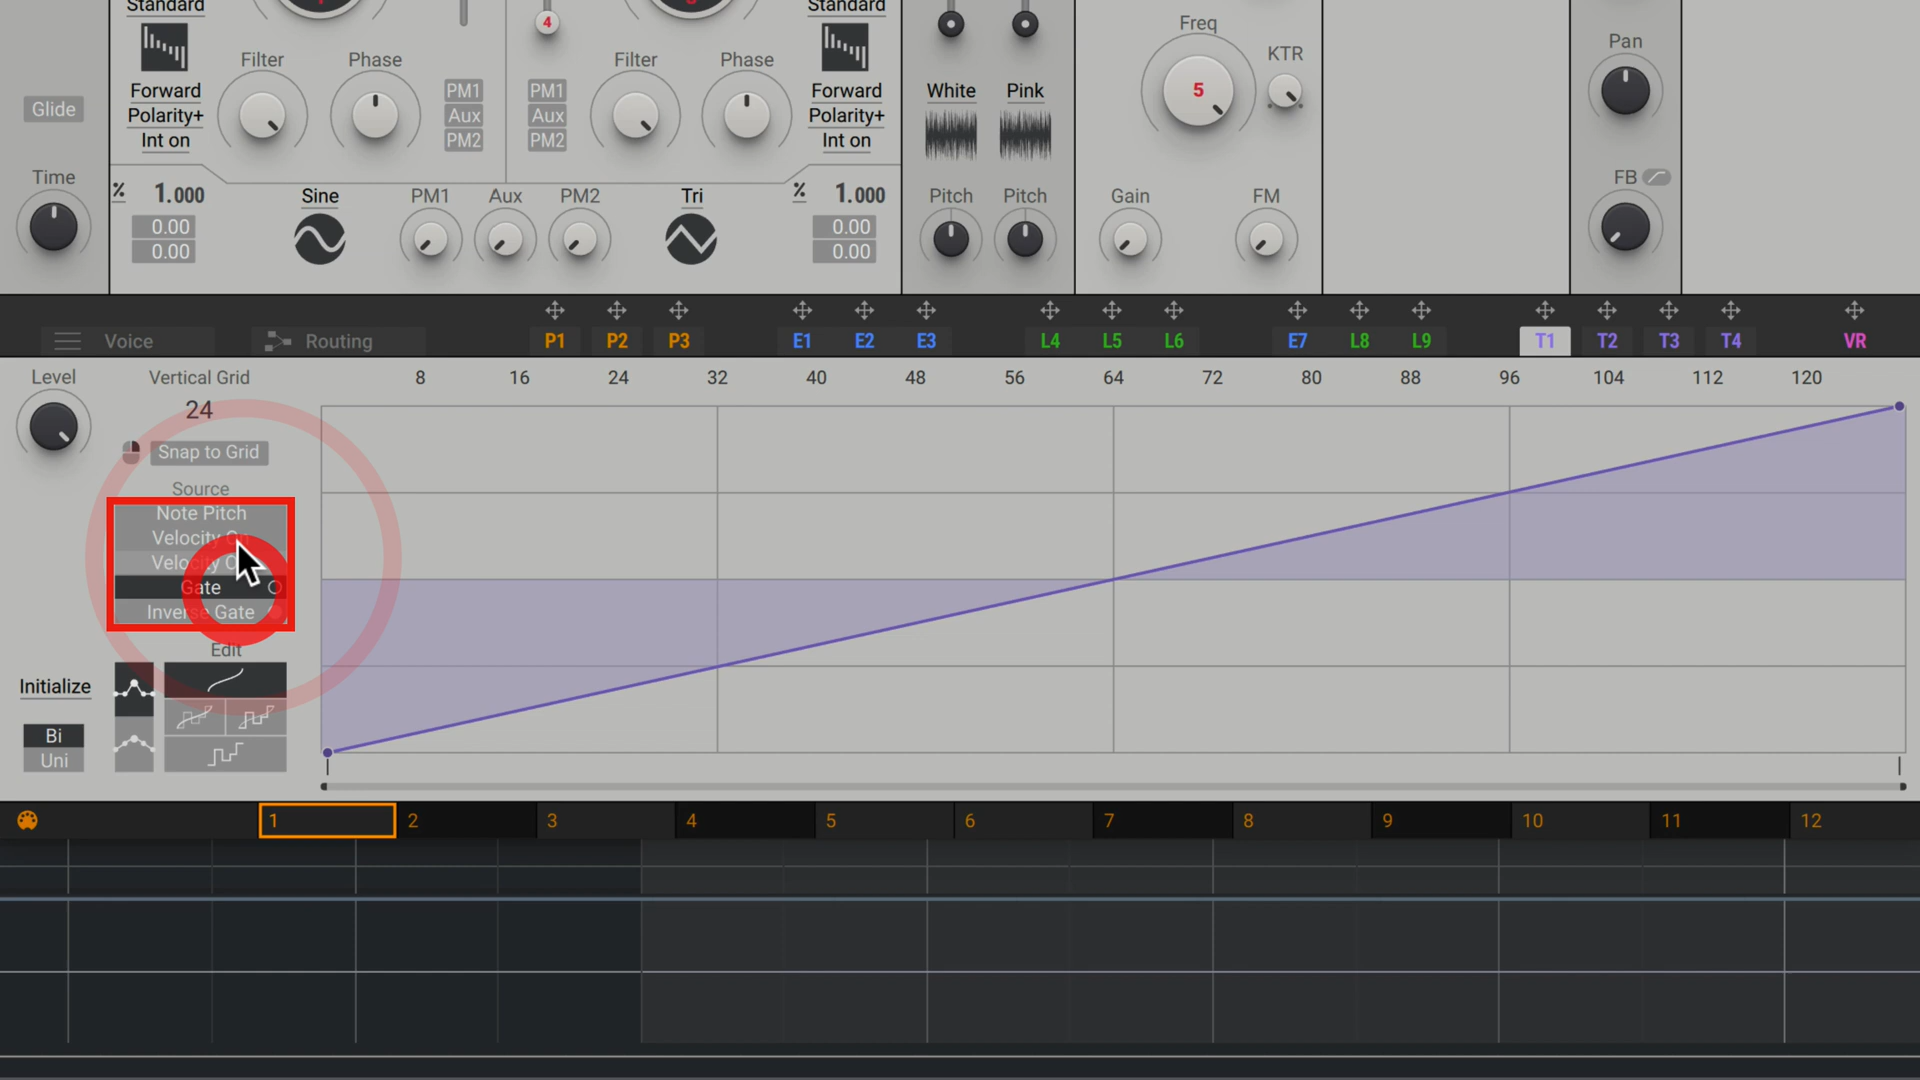 Standard
Standard
4
Filter
Phase
Filter
Phase
Freq
KTR
Pan
Glide
Forward
Polarity+
Int on
PM1
Aux
PM2
PM1
Aux
PM2
Forward
Polarity+
Int on
White
Pink
5
Time
% 1.000
0.00
0.00
Sine
PM1
Aux
PM2
Tri
% 1.000
0.00
0.00
Pitch
Pitch
Gain
FM
FB
Voice
Routing
P1 P2 P3 E1 E2 E3 L4 L5 L6 E7 L8 L9 T1 T2 T3 T4 VR
Level
Vertical Grid
24
8 16 24 32 40 48 56 64 72 80 88 96 104 112 120
Snap to Grid
Source
Note Pitch
Velocity
Velocity
Gate
Inverse Gate
Edit
Initialize
Bi
Uni
1 2 3 4 5 6 7 8 9 10 11 12